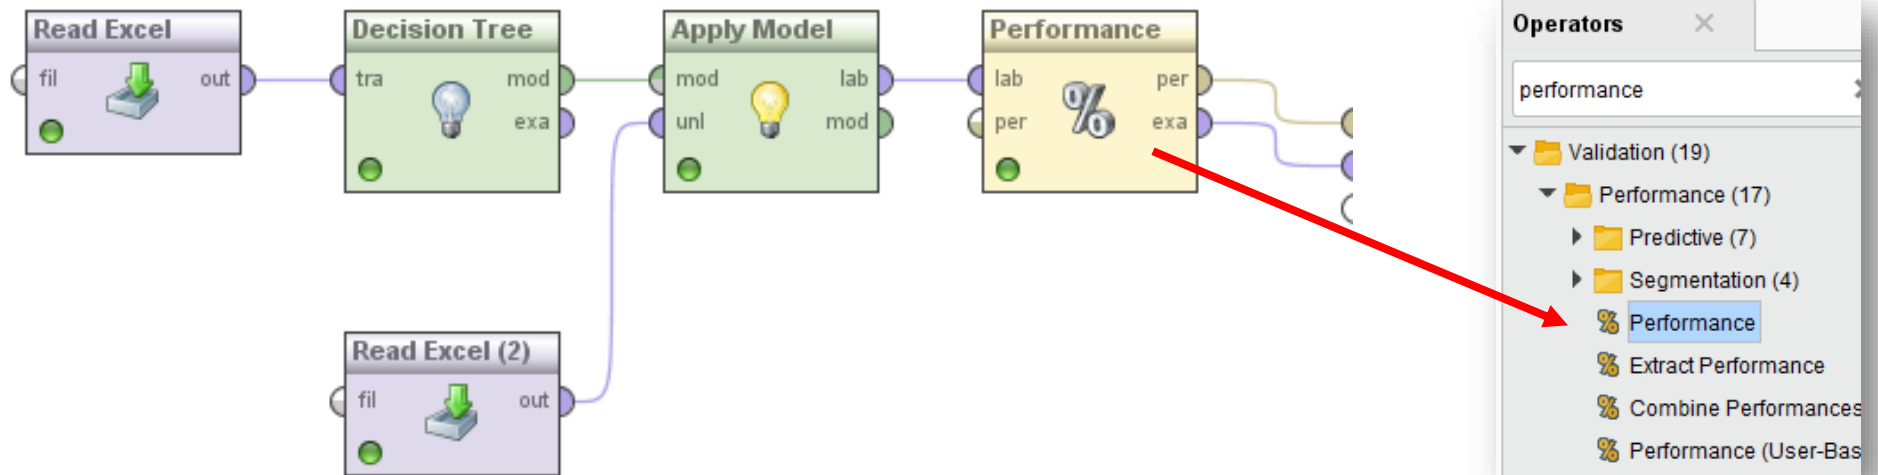 Read Excel
fil
out
Decision Tree
tra
mod
exa
Apply Model
mod
lab
unl
mod
Performance
lab
per
per
exa
Read Excel (2)
fil
out
Operators
performance
Validation (19)
Performance (17)
Predictive (7)
Segmentation (4)
Performance
Extract Performance
Combine Performances
Performance (User-Bas